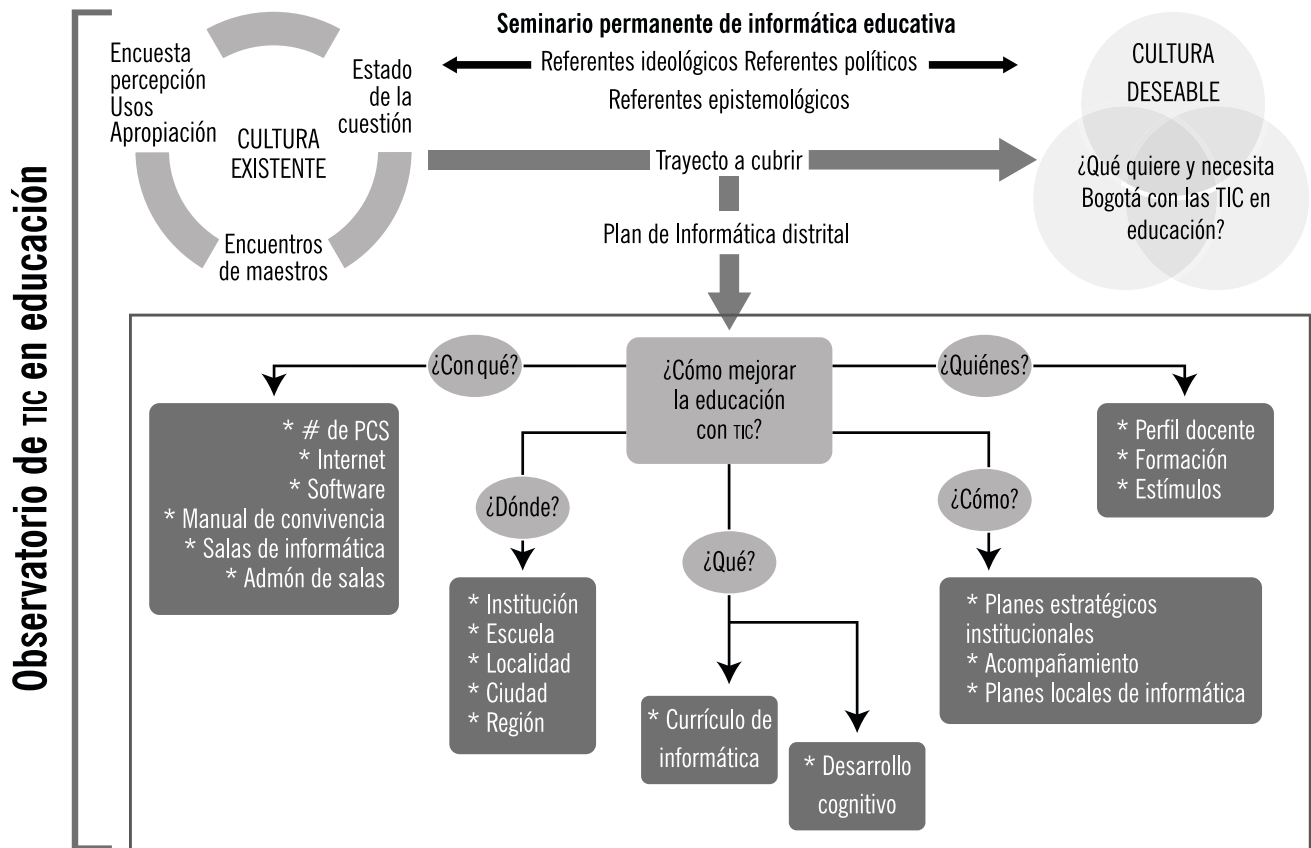 Observatorio de TIC en educación
Encuesta
percepción
Usos
Apropiación
Estado
de la
cuestión
CULTURA
EXISTENTE
Encuentros
de maestros
Seminario permanente de informática educativa
Referentes ideológicos Referentes políticos
Referentes epistemológicos
Trayecto a cubrir
Plan de Informática distrital
CULTURA
DESEABLE
¿Qué quiere y necesita
Bogotá con las TIC en
educación?
¿Cómo mejorar
la educación
con TIC?
¿Con qué?
* # de PCS
* Internet
* Software
* Manual de convivencia
* Salas de informática
* Admón de salas
¿Dónde?
* Institución
* Escuela
* Localidad
* Ciudad
* Región
¿Qué?
* Currículo de
informática
* Desarrollo
cognitivo
¿Cómo?
* Planes estratégicos
institucionales
* Acompañamiento
* Planes locales de informática
¿Quiénes?
* Perfil docente
* Formación
* Estímulos